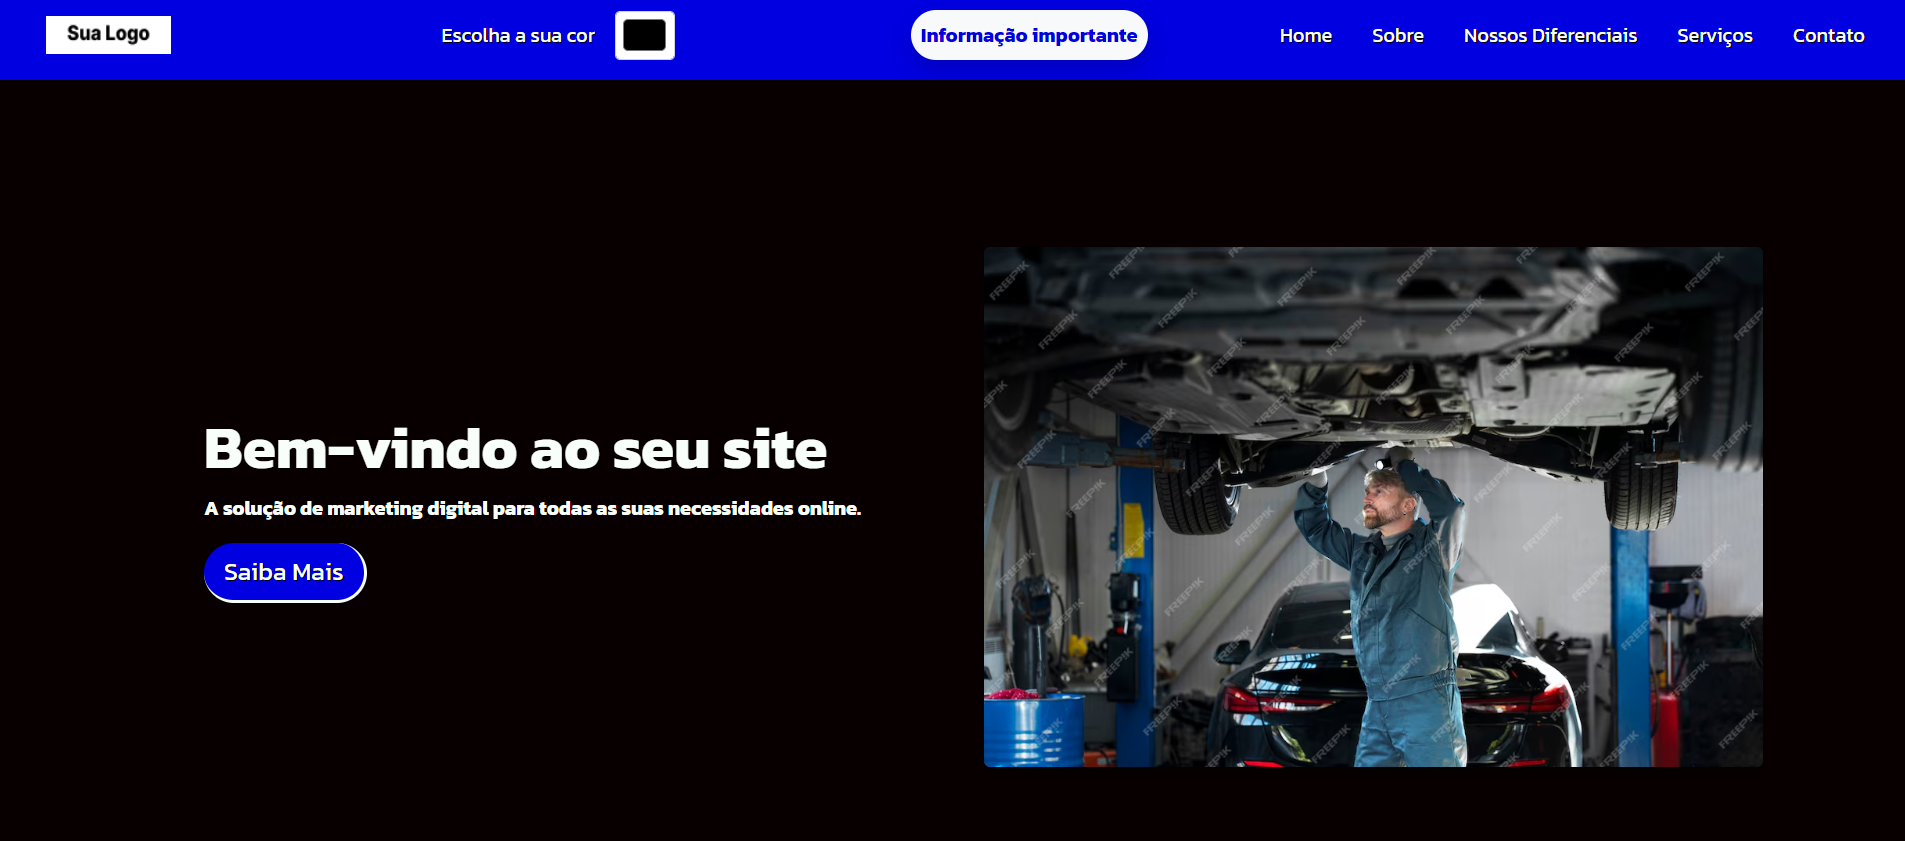 Sua Logo
Escolha a sua cor
Informação importante
Home
Sobre
Nossos Diferenciais
Serviços
Contato
Bem-vindo ao seu site
A solução de marketing digital para todas as suas necessidades online.
Saiba Mais
FREEPIK